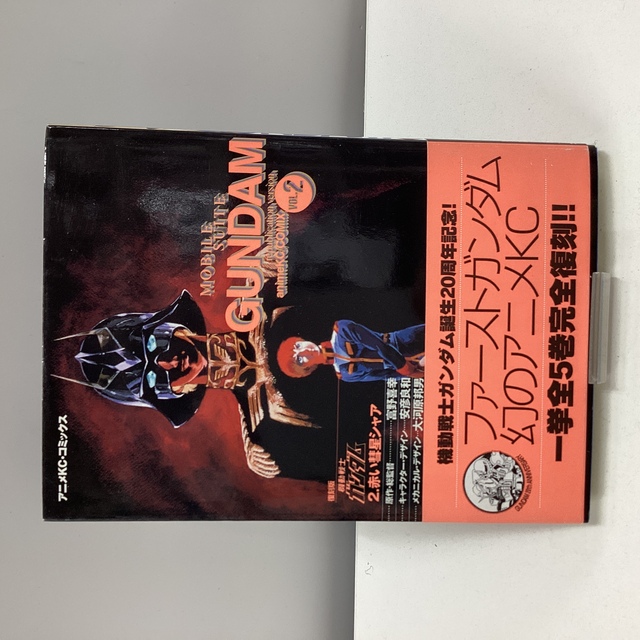 アニメKC・コミックス
MOBILE
SUITE
GUNDAM
animeKC COMIX
VOL.2
復刻版
機動戦士
ガンダム
2.赤い彗星シャア
原作・総監督…………富野喜幸
キャラクター・デザイン……安彦良和
メカニカル・デザイン…大河原邦男
機動戦士ガンダム誕生20周年記念!
ファーストガンダム
幻のアニメKC
一挙全5巻完全復刻!!